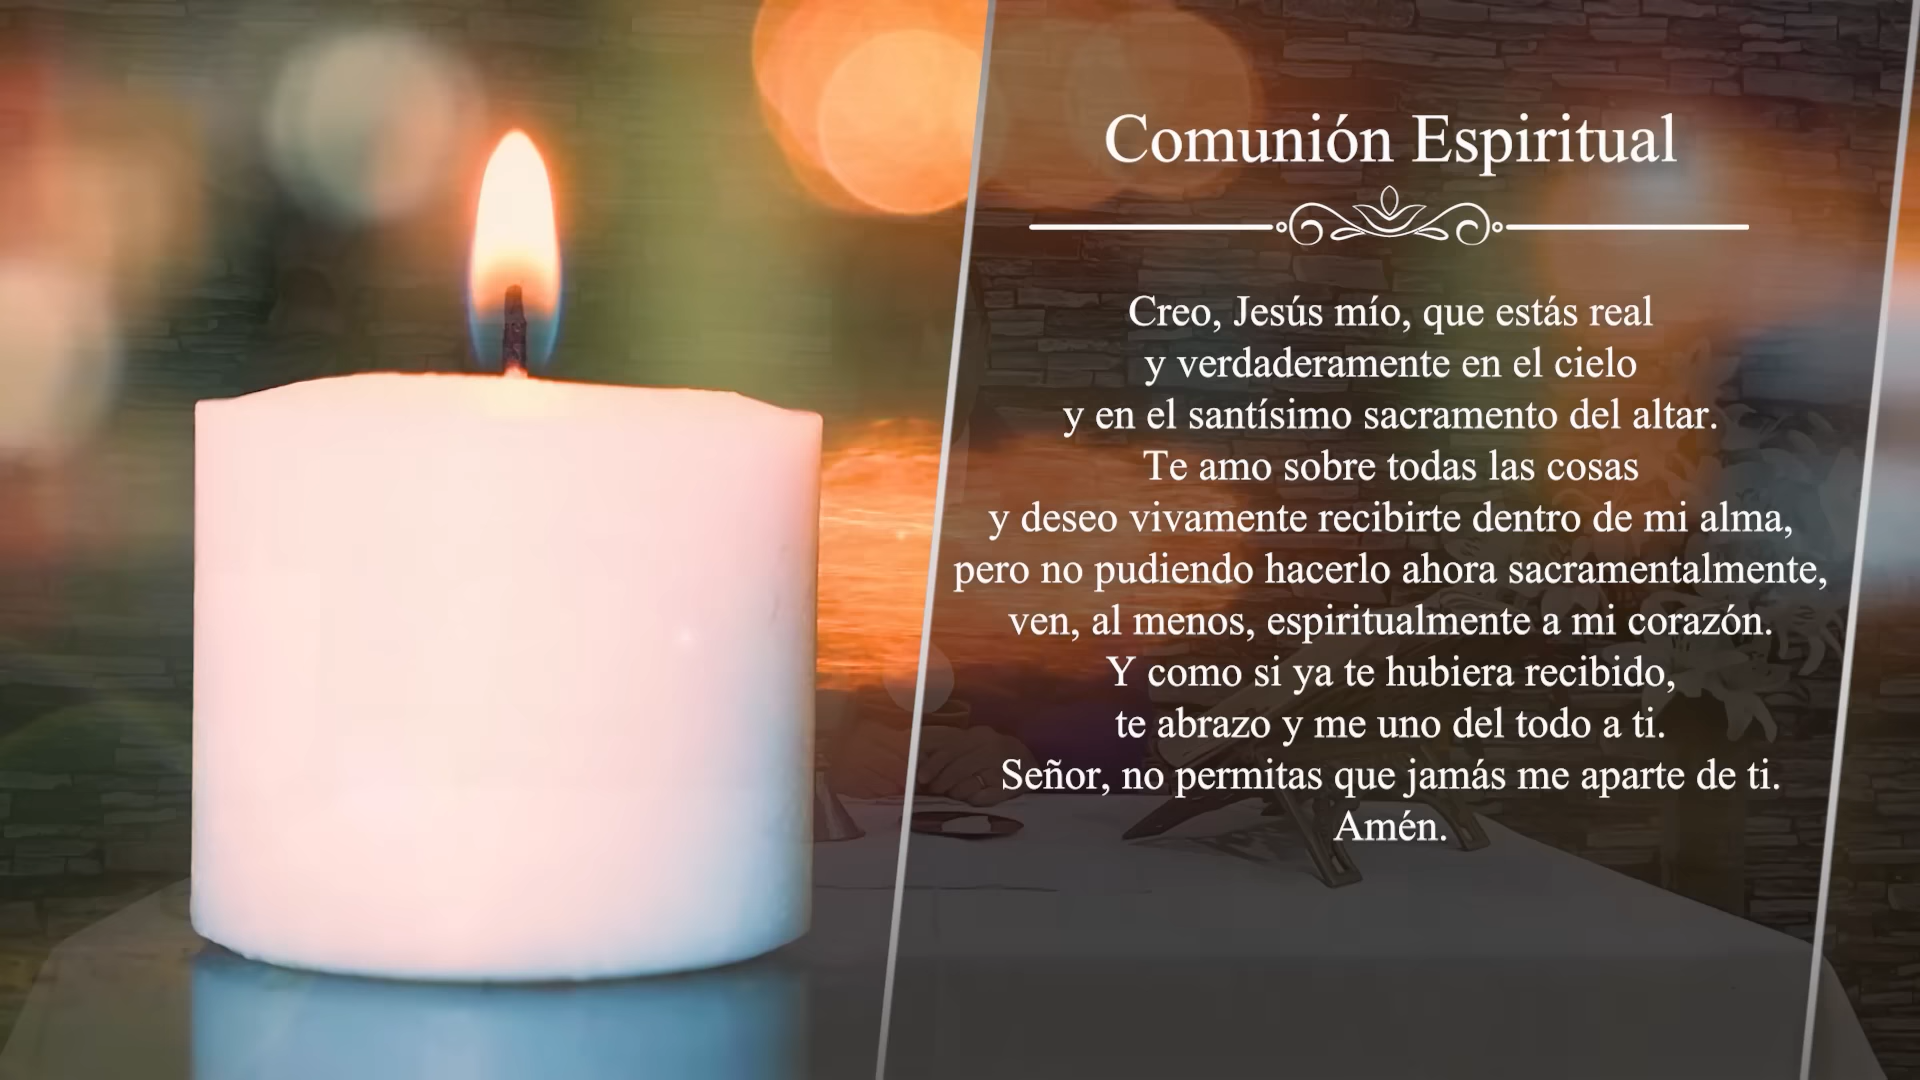 Comunión Espiritual
Creo, Jesús mío, que estás real
y verdaderamente en el cielo
y en el santísimo sacramento del altar.
Te amo sobre todas las cosas
y deseo vivamente recibirte dentro de mi alma,
pero no pudiendo hacerlo ahora sacramentalmente,
ven, al menos, espiritualmente a mi corazón.
Y como si ya te hubiera recibido,
te abrazo y me uno del todo a ti.
Señor, no permitas que jamás me aparte de ti.
Amén.